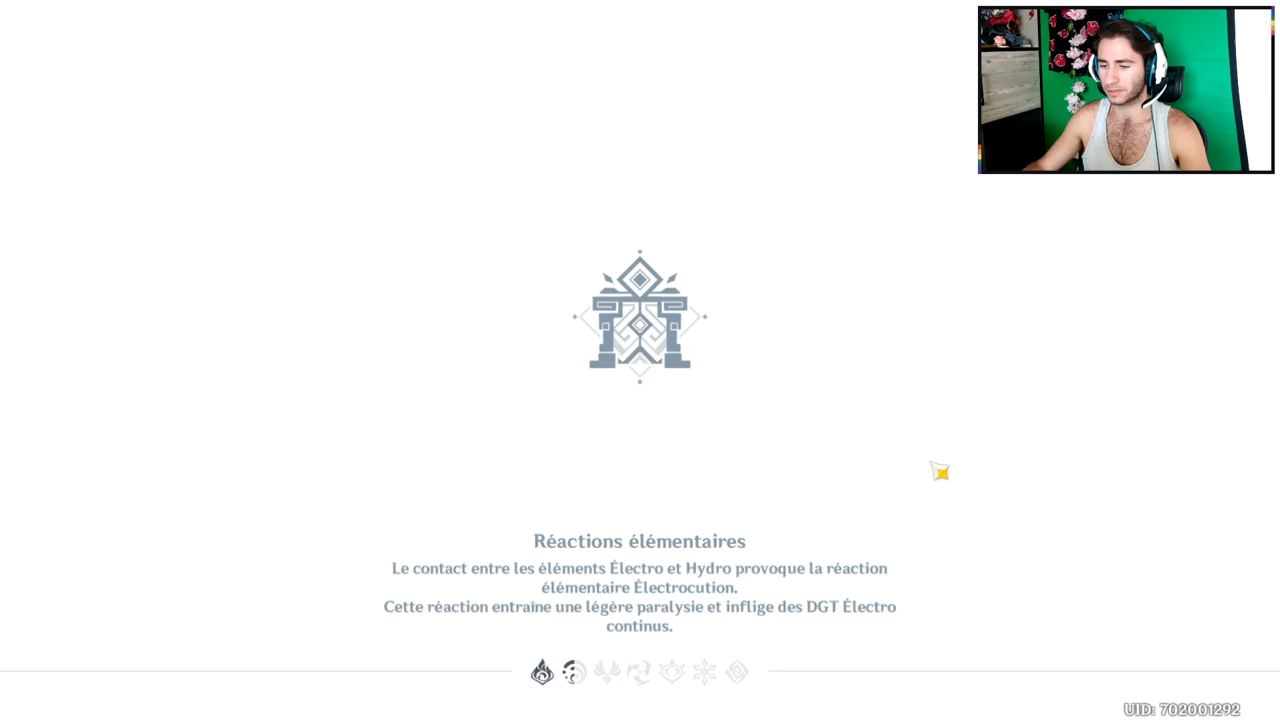 Réactions élémentaires
Le contact entre les éléments Électro et Hydro provoque la réaction
élémentaire Électrocution.
Cette réaction entraîne une légère paralysie et inflige des DGT Électro
continus.
UID: 702001292